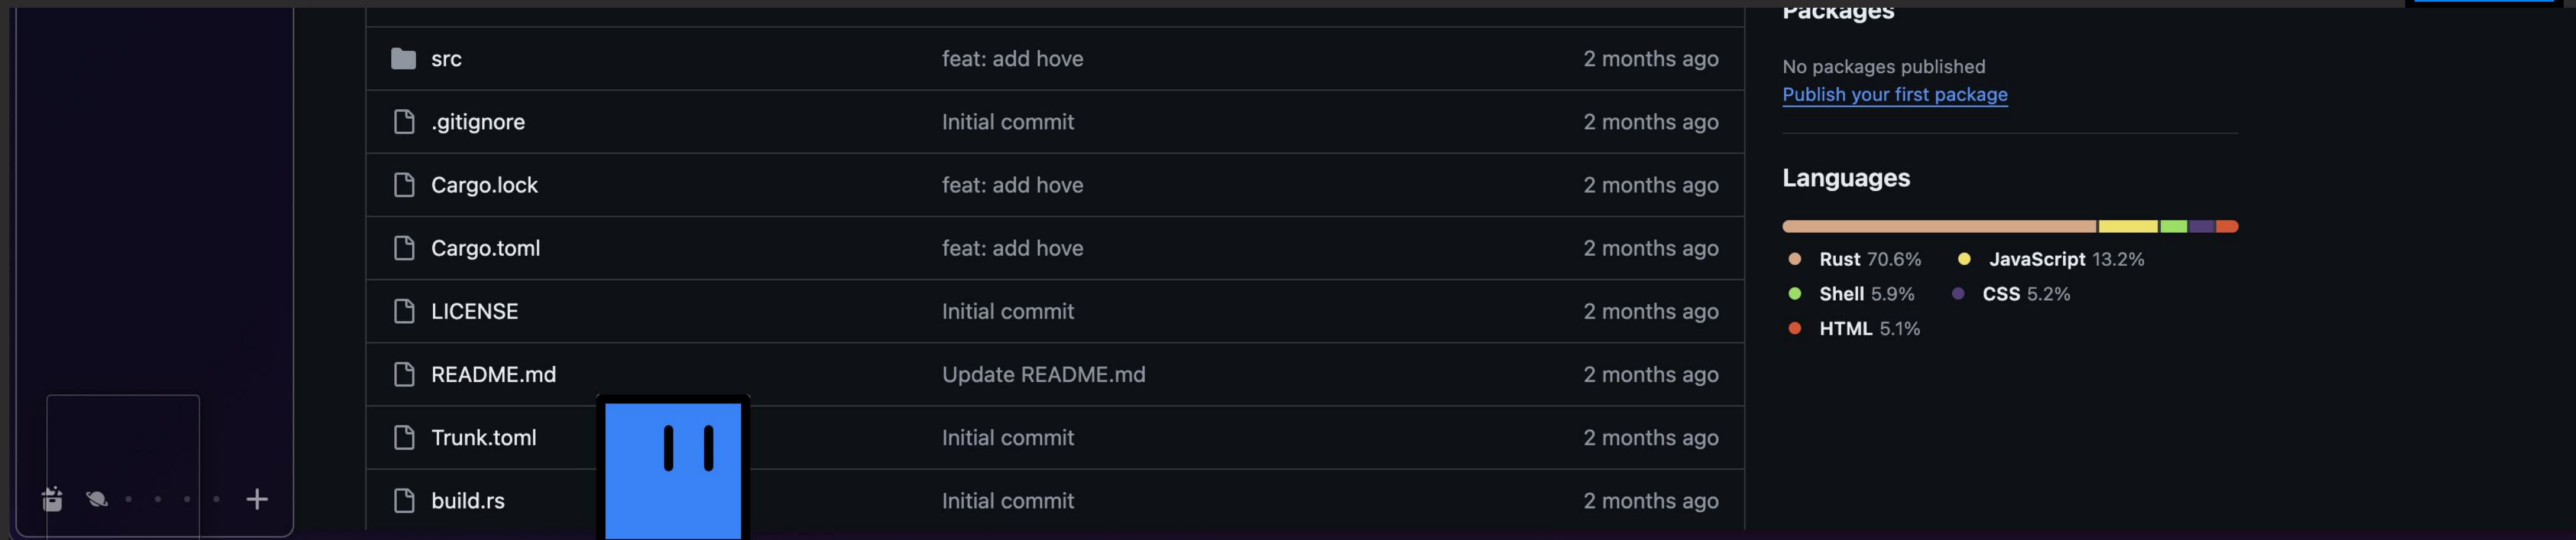 src feat: add hove 2 months ago
.gitignore Initial commit 2 months ago
Cargo.lock feat: add hove 2 months ago
Cargo.toml feat: add hove 2 months ago
LICENSE Initial commit 2 months ago
README.md Update README.md 2 months ago
Trunk.toml Initial commit 2 months ago
build.rs Initial commit 2 months ago
Packages
No packages published
Publish your first package
Languages
Rust 70.6% JavaScript 13.2%
Shell 5.9% CSS 5.2%
HTML 5.1%